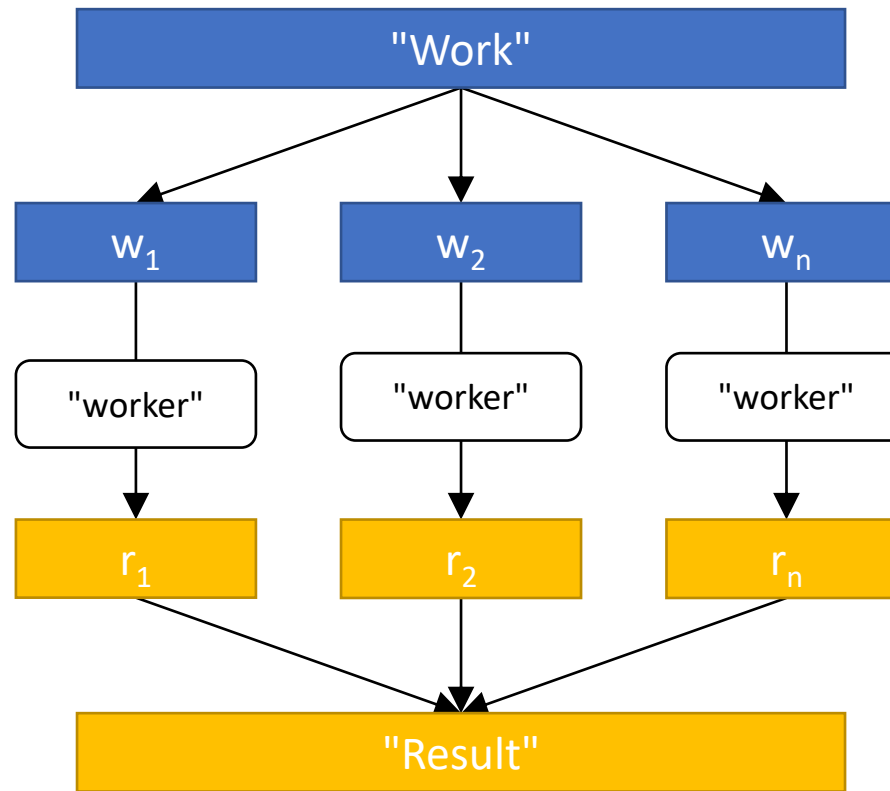 "Work"
w₁ w₂ wₙ
"worker" "worker" "worker"
r₁ r₂ rₙ
"Result"